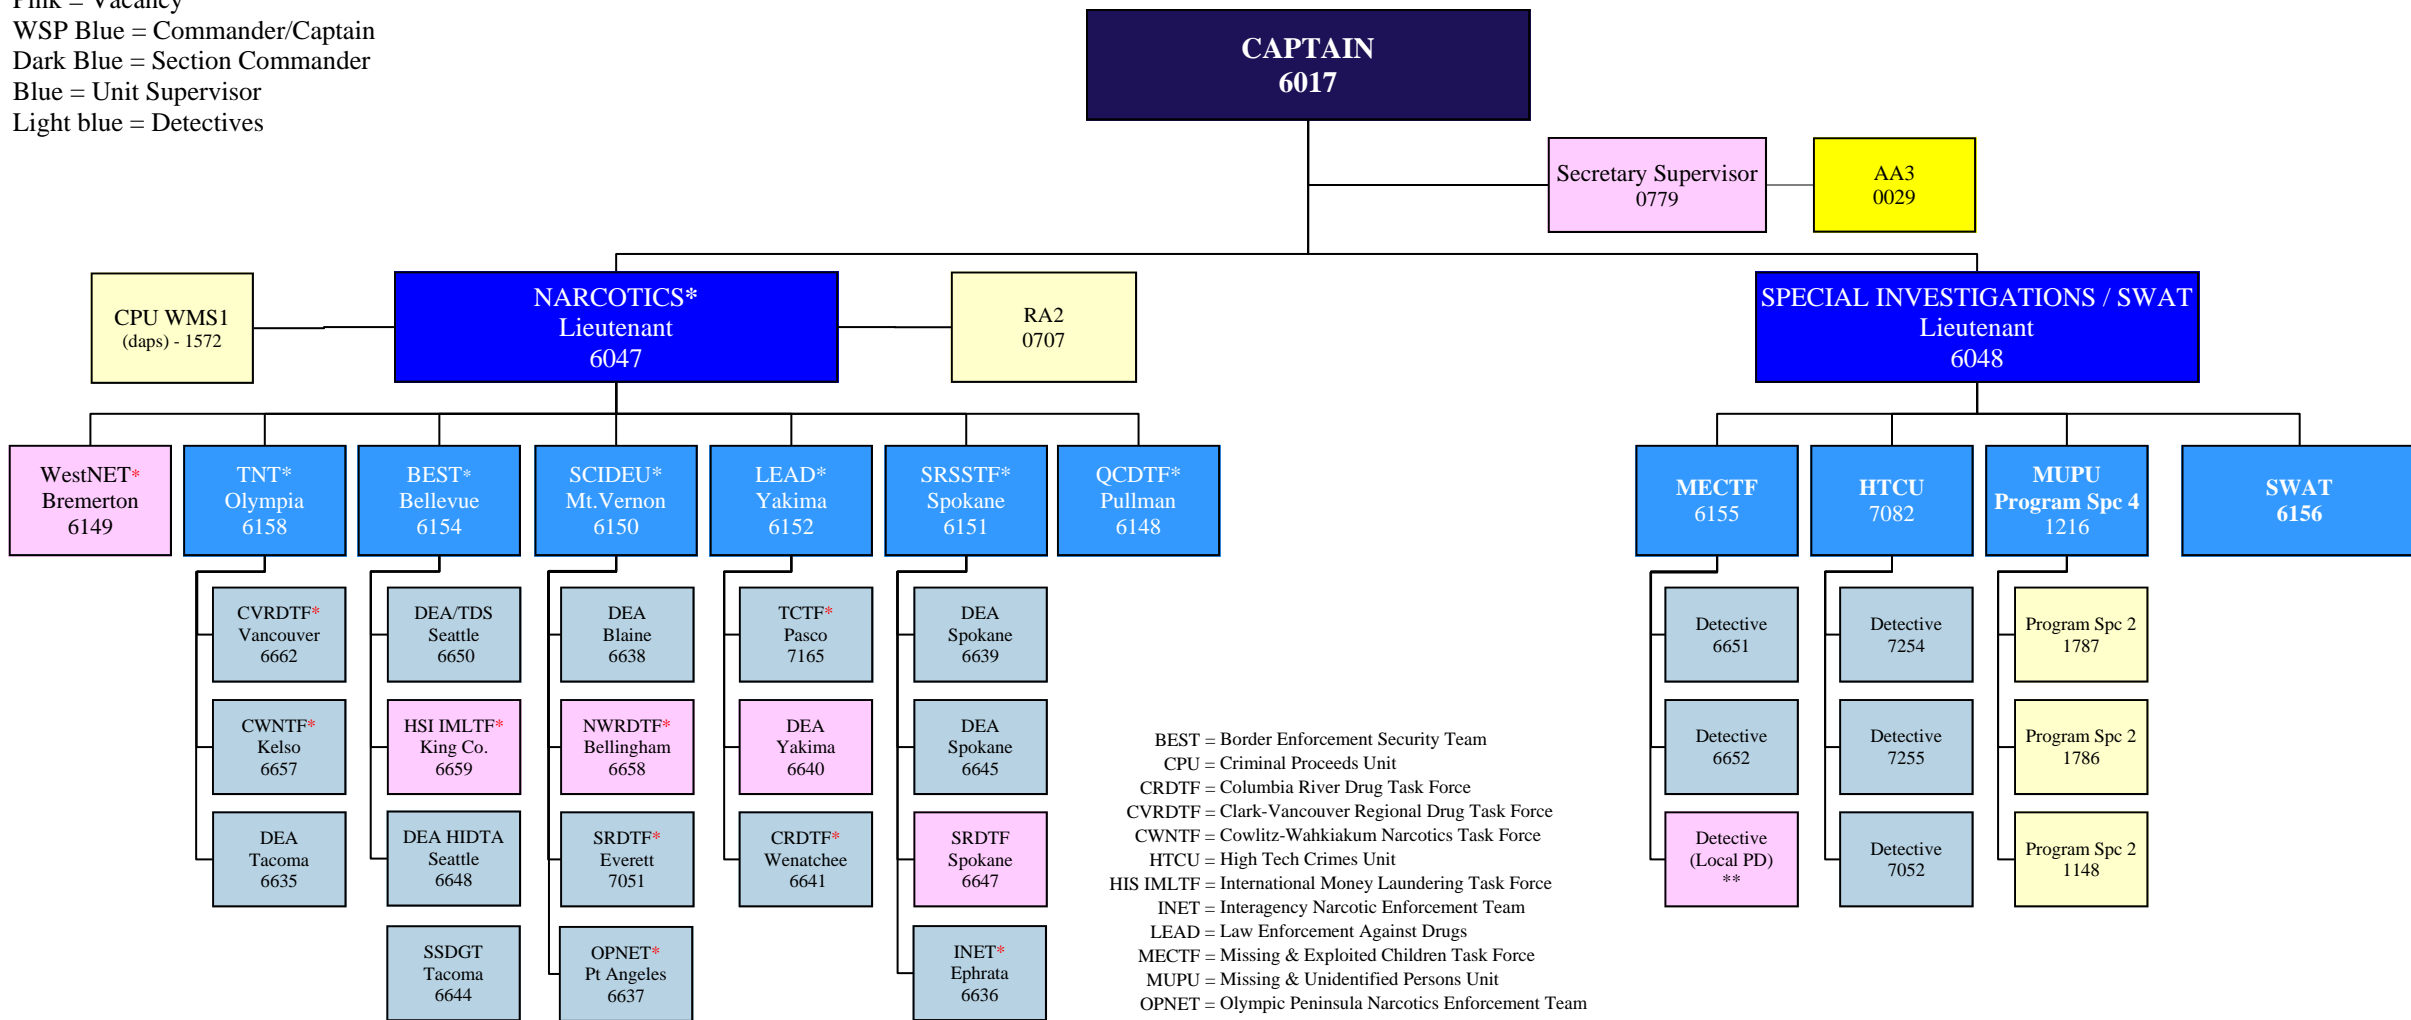 Pink = Vacancy
WSP Blue = Commander/Captain
Dark Blue = Section Commander
Blue = Unit Supervisor
Light blue = Detectives
CAPTAIN
6017
Secretary Supervisor
0779
AA3
0029
CPU WMS1
(daps) - 1572
NARCOTICS*
Lieutenant
6047
RA2
0707
SPECIAL INVESTIGATIONS / SWAT
Lieutenant
6048
WestNET*
Bremerton
6149
TNT*
Olympia
6158
BEST*
Bellevue
6154
SCIDEU*
Mt.Vernon
6150
LEAD*
Yakima
6152
SRSSTF*
Spokane
6151
QCDTF*
Pullman
6148
MECTF
6155
HTCU
7082
MUPU
Program Spc 4
1216
SWAT
6156
CVRDTF*
Vancouver
6662
CWNTF*
Kelso
6657
DEA
Tacoma
6635
DEA/TDS
Seattle
6650
HSI IMLTF*
King Co.
6659
DEA HIDTA
Seattle
6648
SSDGT
Tacoma
6644
DEA
Blaine
6638
NWRDTF*
Bellingham
6658
SRDTF*
Everett
7051
OPNET*
Pt Angeles
6637
TCTF*
Pasco
7165
DEA
Yakima
6640
CRDTF*
Wenatchee
6641
DEA
Spokane
6639
DEA
Spokane
6645
SRDTF
Spokane
6647
INET*
Ephrata
6636
Detective
6651
Detective
6652
Detective
(Local PD)
**
Detective
7254
Detective
7255
Detective
7052
Program Spc 2
1787
Program Spc 2
1786
Program Spc 2
1148
BEST = Border Enforcement Security Team
CPU = Criminal Proceeds Unit
CRDTF = Columbia River Drug Task Force
CVRDTF = Clark-Vancouver Regional Drug Task Force
CWNTF = Cowlitz-Wahkiakum Narcotics Task Force
HTCU = High Tech Crimes Unit
HIS IMLTF = International Money Laundering Task Force
INET = Interagency Narcotic Enforcement Team
LEAD = Law Enforcement Against Drugs
MECTF = Missing & Exploited Children Task Force
MUPU = Missing & Unidentified Persons Unit
OPNET = Olympic Peninsula Narcotics Enforcement Team